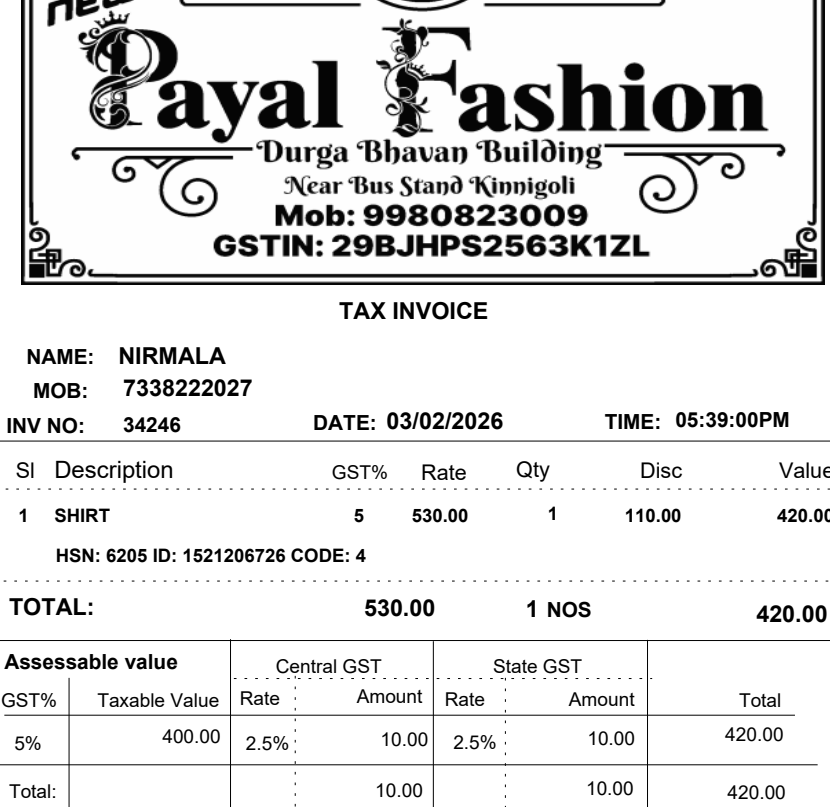 new
Payal Fashion
Durga Bhavan Building
Near Bus Stand Kinnigoli
Mob: 9980823009
GSTIN: 29BJHPS2563K1ZL
TAX INVOICE
NAME: NIRMALA
MOB: 7338222027
INV NO: 34246 DATE: 03/02/2026 TIME: 05:39:00PM
Sl Description GST% Rate Qty Disc Value
1 SHIRT 5 530.00 1 110.00 420.00
HSN: 6205 ID: 1521206726 CODE: 4
TOTAL: 530.00 1 NOS 420.00
Assessable value Central GST State GST
GST% Taxable Value Rate Amount Rate Amount Total
5% 400.00 2.5% 10.00 2.5% 10.00 420.00
Total: 10.00 10.00 420.00